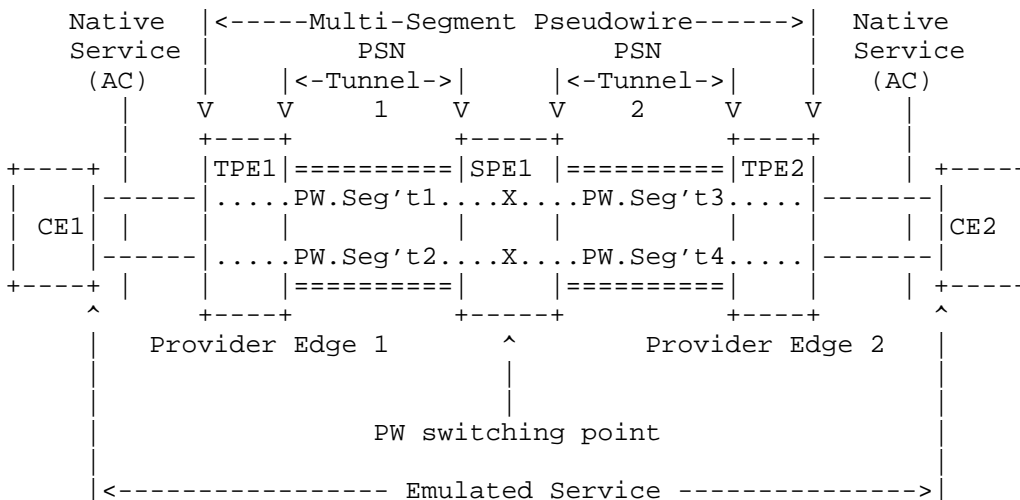 Native |<-----Multi-Segment Pseudowire------>| Native
Service | PSN PSN | Service
(AC) | |<-Tunnel->| |<-Tunnel->| | (AC)
| V V 1 V V 2 V V |
| +----+ +-----+ +----+ |
+----+ | |TPE1|==========|SPE1 |==========|TPE2| | +----
| |------|.....PW.Seg't1....X....PW.Seg't3.....|-------|
| CE1| | | | | | | | | |CE2
| |------|.....PW.Seg't2....X....PW.Seg't4.....|-------|
+----+ | | |==========| |==========| | | +----
^ +----+ +-----+ +----+ ^
| Provider Edge 1 ^ Provider Edge 2 |
| | |
| | |
| | |
| PW switching point |
| |
|<---------------- Emulated Service -------------->|